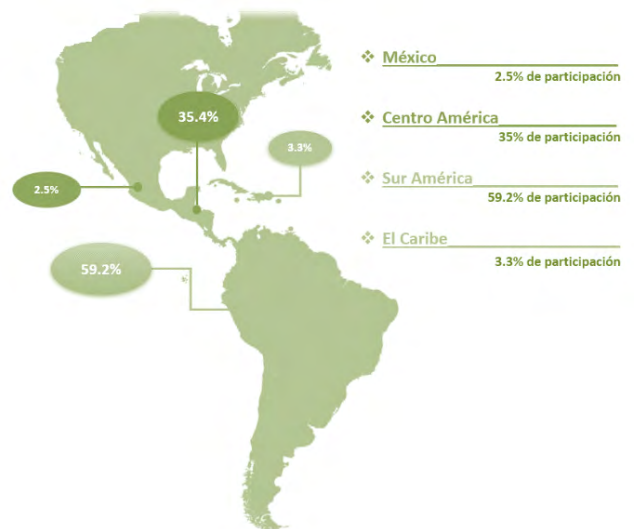 ❖ México
2.5% de participación
35.4%
❖ Centro América
35% de participación
3.3%
2.5%
❖ Sur América
59.2% de participación
❖ El Caribe
3.3% de participación
59.2%